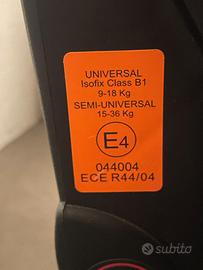 UNIVERSAL
Isofix Class B1
9-18 Kg
SEMI-UNIVERSAL
15-36 Kg
E4
044004
ECE R44/04
subito